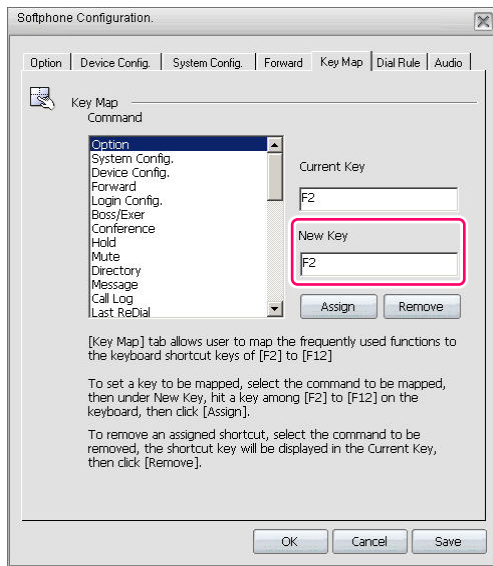 Softphone Configuration.
Option Device Config. System Config. Forward Key Map Dial Rule Audio
Key Map
Command
Option
System Config.
Device Config.
Forward
Login Config.
Boss/Exer
Conference
Hold
Mute
Directory
Message
Call Log
Last ReDial
Current Key
F2
New Key
F2
Assign Remove
[Key Map] tab allows user to map the frequently used functions to
the keyboard shortcut keys of [F2] to [F12]
To set a key to be mapped, select the command to be mapped,
then under New Key, hit a key among [F2] to [F12] on the
keyboard, then click [Assign].
To remove an assigned shortcut, select the command to be
removed, the shortcut key will be displayed in the Current Key,
then click [Remove].
OK Cancel Save